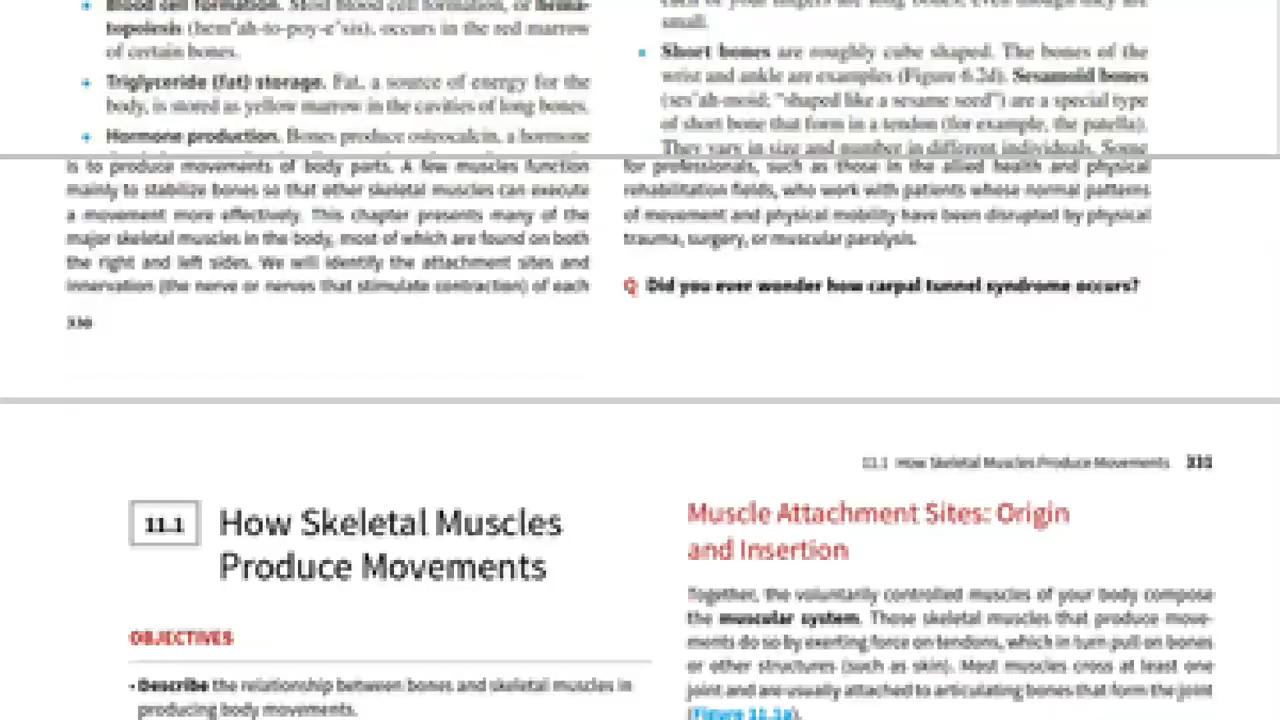 Blood cell formation. Most blood cell formation, or hema-
topoiesis (hem″ah-to-poy-e′sis), occurs in the red marrow
of certain bones.
Triglyceride (fat) storage. Fat, a source of energy for the
body, is stored as yellow marrow in the cavities of long bones.
Hormone production. Bones produce osteocalcin, a hormone
each of your fingers are long bones, even though they are
small.
Short bones are roughly cube shaped. The bones of the
wrist and ankle are examples (Figure 6.2d). Sesamoid bones
(ses′ah-moid; "shaped like a sesame seed") are a special type
of short bone that form in a tendon (for example, the patella).
They vary in size and number in different individuals. Some
is to produce movements of body parts. A few muscles function
mainly to stabilize bones so that other skeletal muscles can execute
a movement more effectively. This chapter presents many of the
major skeletal muscles in the body, most of which are found on both
the right and left sides. We will identify the attachment sites and
innervation (the nerve or nerves that stimulate contraction) of each
for professionals, such as those in the allied health and physical
rehabilitation fields, who work with patients whose normal patterns
of movement and physical mobility have been disrupted by physical
trauma, surgery, or muscular paralysis.
Q Did you ever wonder how carpal tunnel syndrome occurs?
330
11.1 How Skeletal Muscles Produce Movements 331
11.1 How Skeletal Muscles
Produce Movements
OBJECTIVES
• Describe the relationship between bones and skeletal muscles in
producing body movements.
Muscle Attachment Sites: Origin
and Insertion
Together, the voluntarily controlled muscles of your body compose
the muscular system. Those skeletal muscles that produce move-
ments do so by exerting force on tendons, which in turn pull on bones
or other structures (such as skin). Most muscles cross at least one
joint and are usually attached to articulating bones that form the joint
(Figure 11.1a).